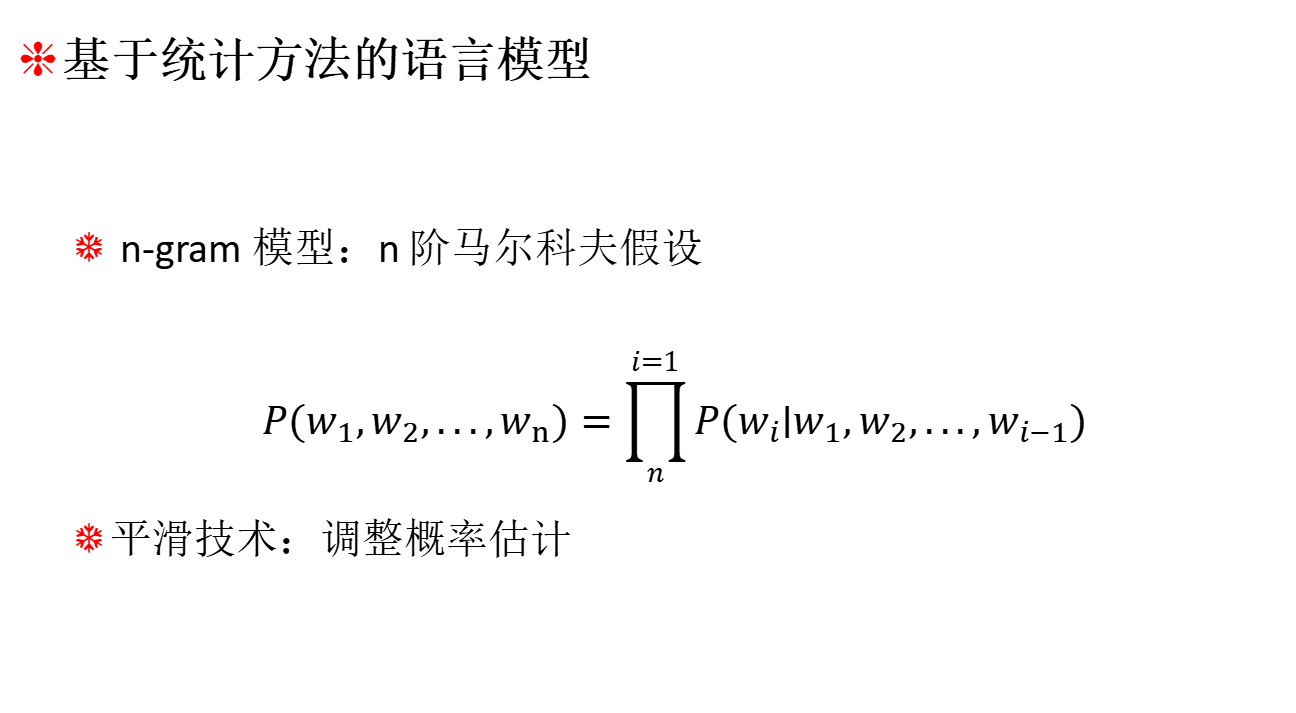 ❉基于统计方法的语言模型
❄ n-gram 模型：n 阶马尔科夫假设
i=1
P(w₁, w₂, . . . , wₙ) = ∏ P(wᵢ|w₁, w₂, . . . , wᵢ₋₁)
n
❄平滑技术：调整概率估计